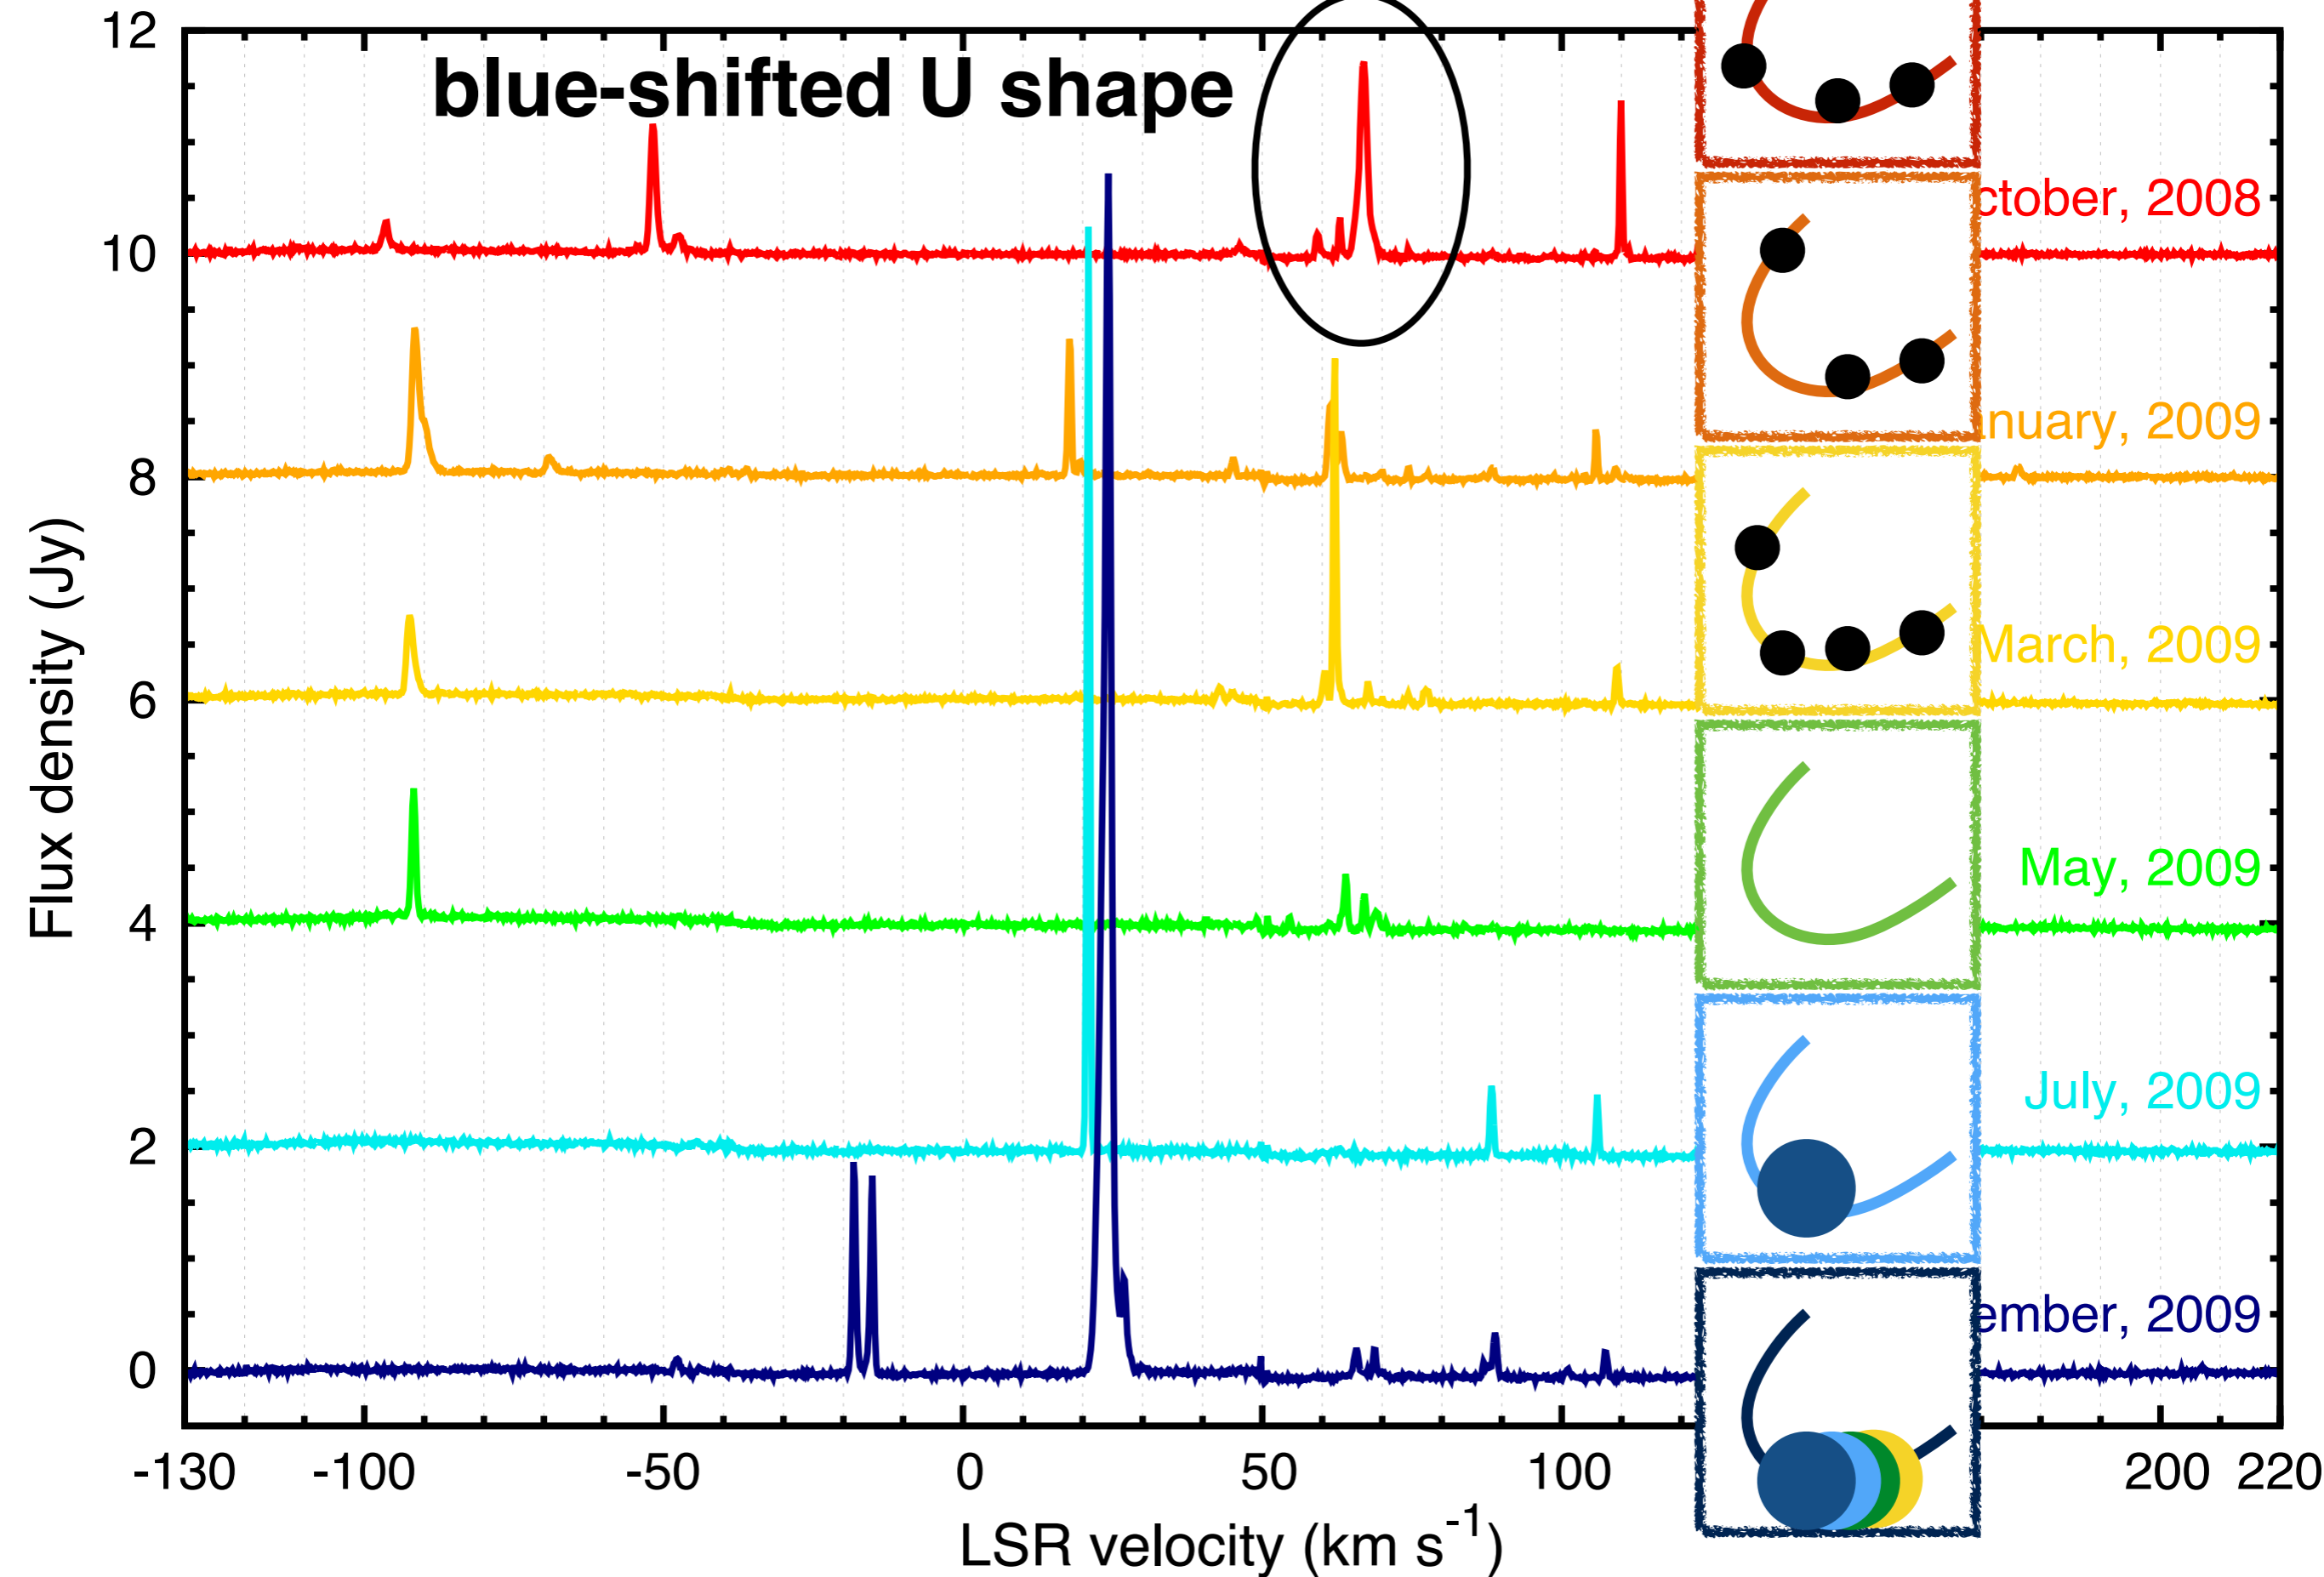 12
blue-shifted U shape
ctober, 2008
10
nuary, 2009
8
March, 2009
6
May, 2009
4
July, 2009
2
ember, 2009
0
Flux density (Jy)
-130 -100 -50 0 50 100 200 220
LSR velocity (km s-1)